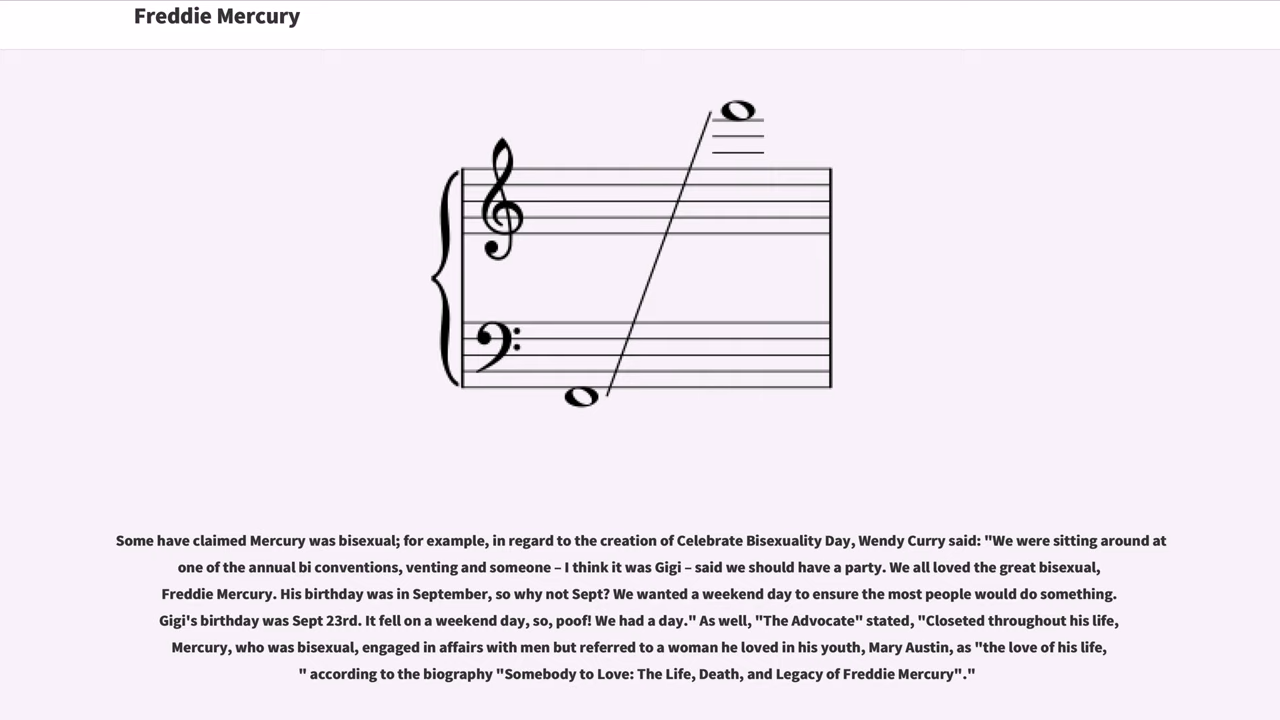 Freddie Mercury
Some have claimed Mercury was bisexual; for example, in regard to the creation of Celebrate Bisexuality Day, Wendy Curry said: "We were sitting around at
one of the annual bi conventions, venting and someone – I think it was Gigi – said we should have a party. We all loved the great bisexual,
Freddie Mercury. His birthday was in September, so why not Sept? We wanted a weekend day to ensure the most people would do something.
Gigi's birthday was Sept 23rd. It fell on a weekend day, so, poof! We had a day." As well, "The Advocate" stated, "Closeted throughout his life,
Mercury, who was bisexual, engaged in affairs with men but referred to a woman he loved in his youth, Mary Austin, as "the love of his life,
" according to the biography "Somebody to Love: The Life, Death, and Legacy of Freddie Mercury"."